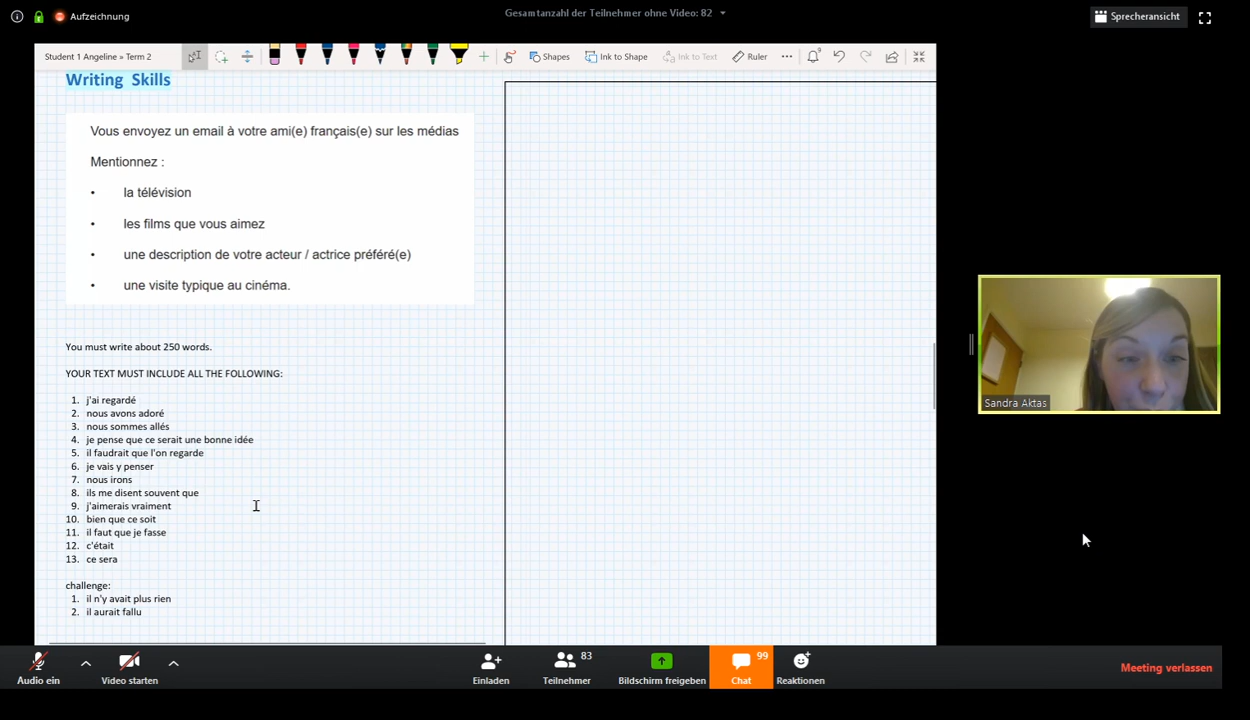 Aufzeichnung
Gesamtanzahl der Teilnehmer ohne Video: 82
Sprecheransicht
Student 1 Angeline » Term 2
Shapes
Ink to Shape
Ink to Text
Ruler
9
Writing Skills
Vous envoyez un email à votre ami(e) français(e) sur les médias
Mentionnez :
• la télévision
• les films que vous aimez
• une description de votre acteur / actrice préféré(e)
• une visite typique au cinéma.
You must write about 250 words.
YOUR TEXT MUST INCLUDE ALL THE FOLLOWING:
1. j'ai regardé
2. nous avons adoré
3. nous sommes allés
4. je pense que ce serait une bonne idée
5. il faudrait que l'on regarde
6. je vais y penser
7. nous irons
8. ils me disent souvent que
9. j'aimerais vraiment
10. bien que ce soit
11. il faut que je fasse
12. c'était
13. ce sera
challenge:
1. il n'y avait plus rien
2. il aurait fallu
Sandra Aktas
Audio ein
Video starten
Einladen
83
Teilnehmer
Bildschirm freigeben
99
Chat
Reaktionen
Meeting verlassen